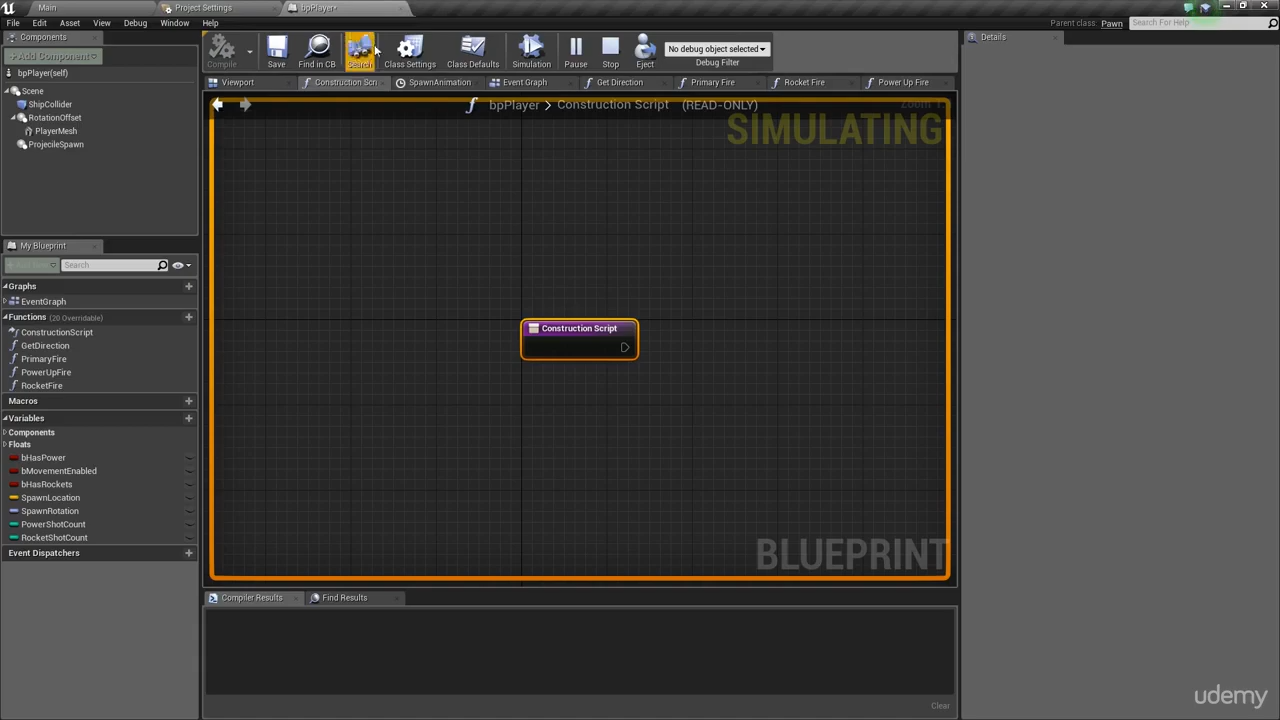 Main
Project Settings
bpPlayer*
File Edit Asset View Debug Window Help
Parent class: Pawn
Search For Help
Components
+Add Component
bpPlayer(self)
Scene
ShipCollider
RotationOffset
PlayerMesh
ProjecileSpawn
Compile
Save
Find in CB
Search
Class Settings
Class Defaults
Simulation
Pause
Stop
Eject
No debug object selected
Debug Filter
Viewport
Construction Scri
SpawnAnimation
Event Graph
Get Direction
Primary Fire
Rocket Fire
Power Up Fire
bpPlayer > Construction Script (READ-ONLY)
SIMULATING
Construction Script
BLUEPRINT
My Blueprint
Search
Graphs
EventGraph
Functions (20 Overridable)
ConstructionScript
GetDirection
PrimaryFire
PowerUpFire
RocketFire
Macros
Variables
Components
Floats
bHasPower
bMovementEnabled
bHasRockets
SpawnLocation
SpawnRotation
PowerShotCount
RocketShotCount
Event Dispatchers
Compiler Results
Find Results
Clear
Details
udemy